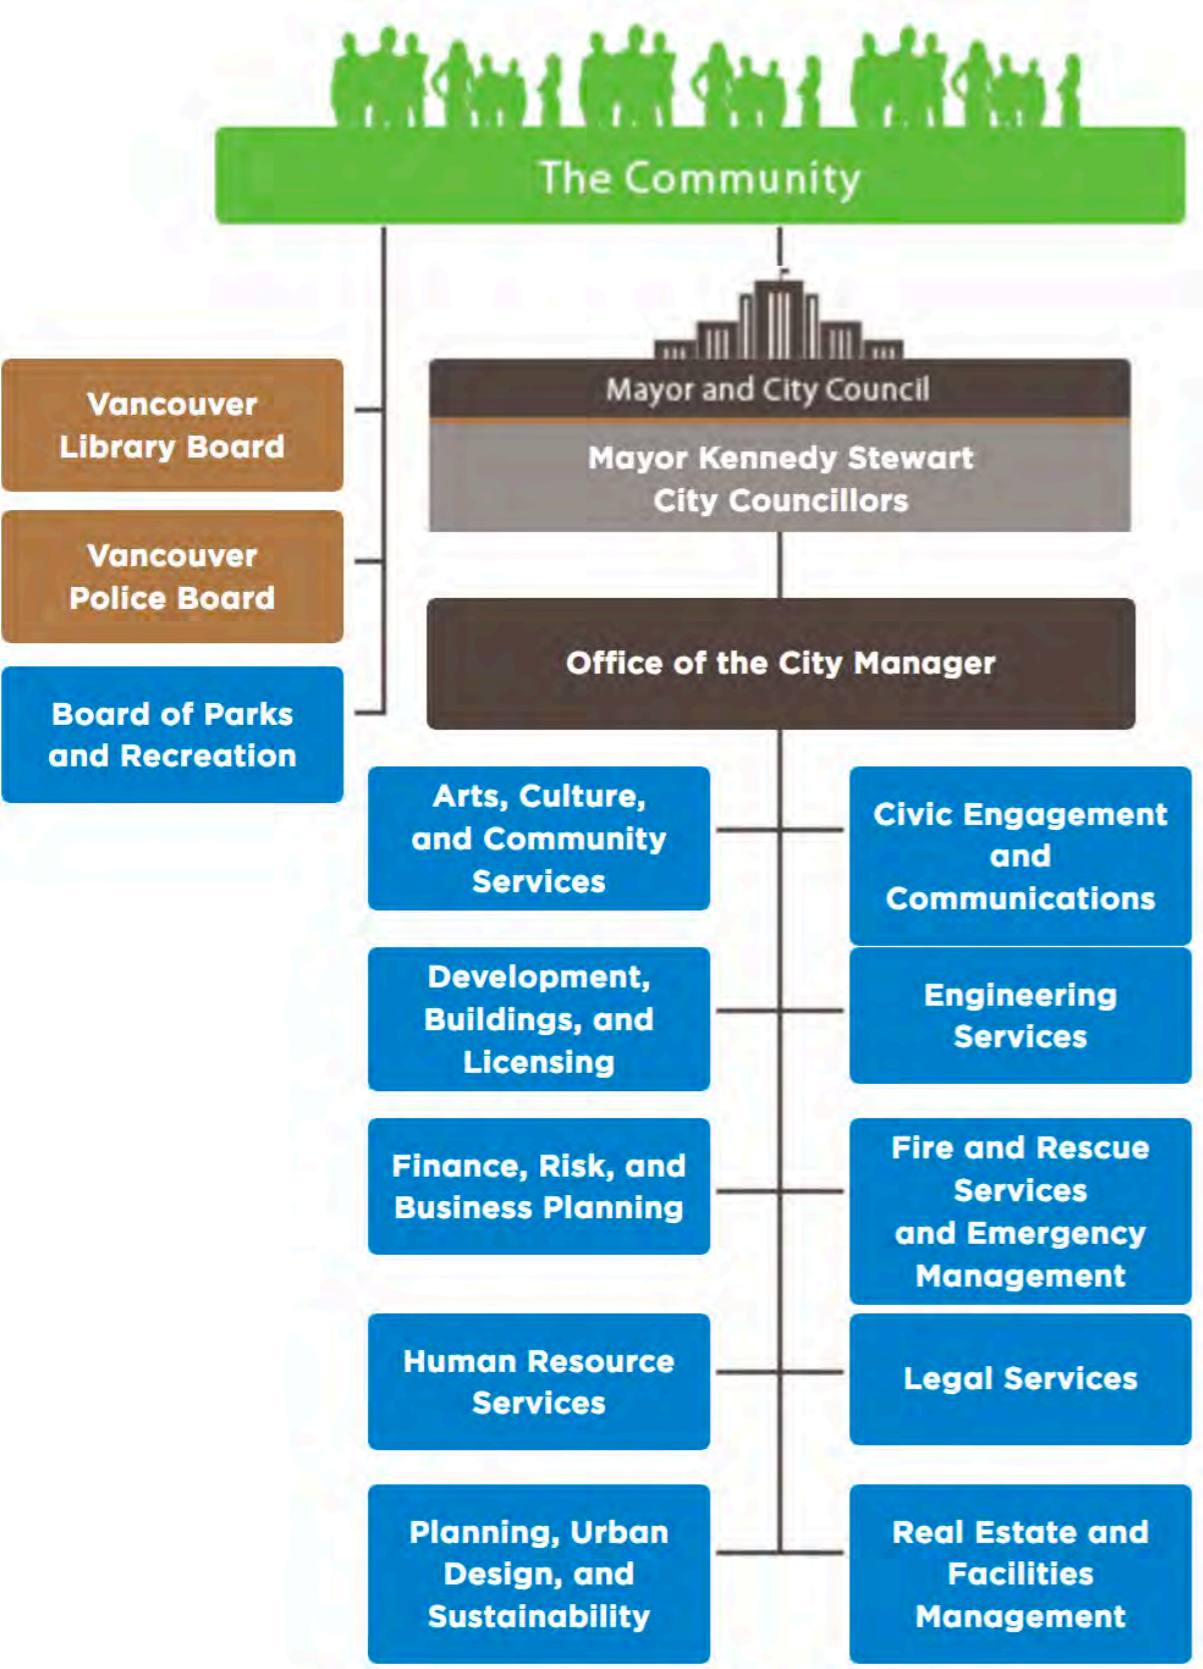 The Community
Vancouver
Library Board
Vancouver
Police Board
Board of Parks
and Recreation
Mayor and City Council
Mayor Kennedy Stewart
City Councillors
Office of the City Manager
Arts, Culture,
and Community
Services
Civic Engagement
and
Communications
Development,
Buildings, and
Licensing
Engineering
Services
Finance, Risk, and
Business Planning
Fire and Rescue
Services
and Emergency
Management
Human Resource
Services
Legal Services
Planning, Urban
Design, and
Sustainability
Real Estate and
Facilities
Management